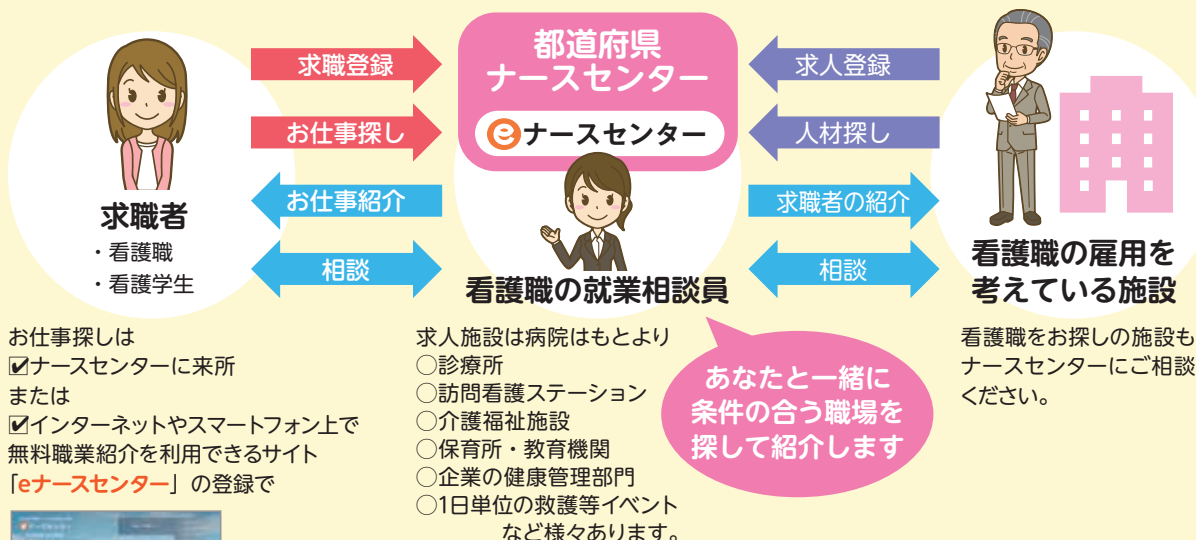 求職登録
お仕事探し
お仕事紹介
相談
求職者
・看護職
・看護学生
都道府県
ナースセンター
eナースセンター
看護職の就業相談員
求人登録
人材探し
求職者の紹介
相談
看護職の雇用を
考えている施設
お仕事探しは
☑ナースセンターに来所
または
☑インターネットやスマートフォン上で
無料職業紹介を利用できるサイト
「eナースセンター」の登録で
求人施設は病院はもとより
○診療所
○訪問看護ステーション
○介護福祉施設
○保育所・教育機関
○企業の健康管理部門
○1日単位の救護等イベント
など様々あります。
あなたと一緒に
条件の合う職場を
探して紹介します
看護職をお探しの施設も
ナースセンターにご相談
ください。